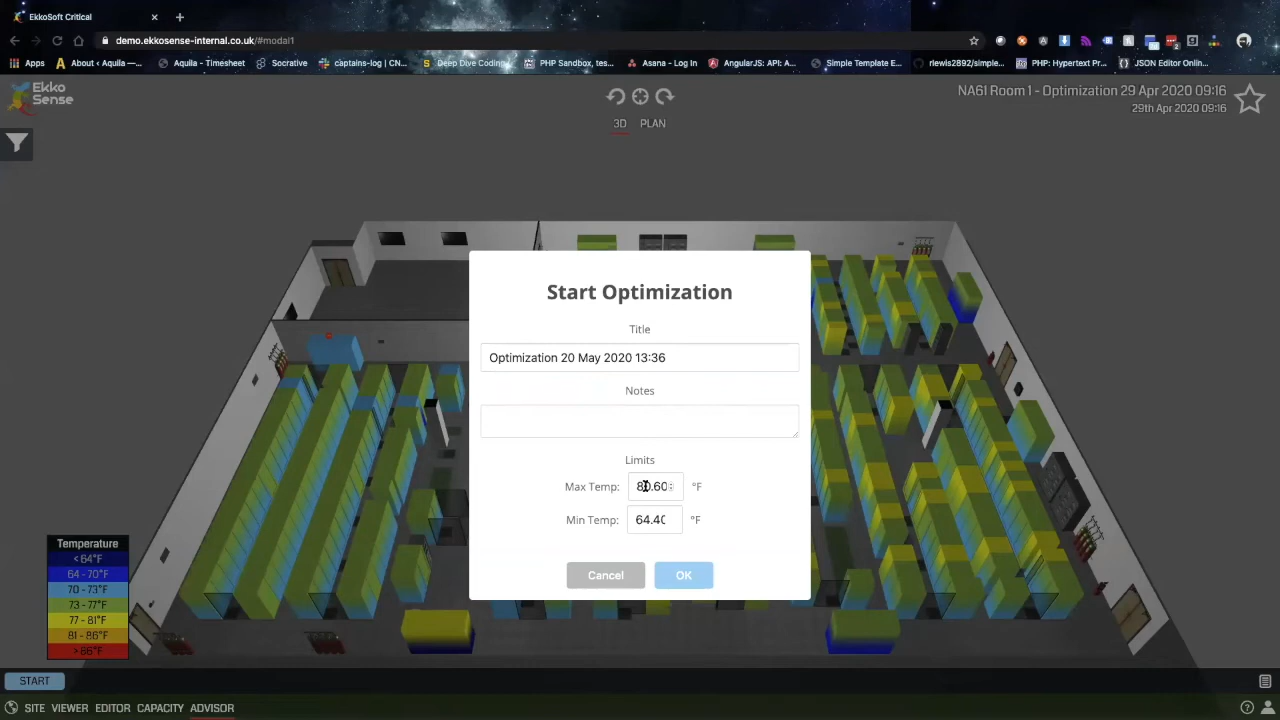 EkkoSoft Critical
demo.ekkosense-internal.co.uk/#modal1
Apps About ‹ Aquila —... Aquila - Timesheet Socrative captains-log | CN... Deep Dive Coding PHP Sandbox, tes... Asana - Log In AngularJS: API: A... Simple Template E... rlewis2892/simple... PHP: Hypertext Pr... JSON Editor Onlin...
Ekko
Sense
NA61 Room 1 - Optimization 29 Apr 2020 09:16
29th Apr 2020 09:16
3D PLAN
Start Optimization
Title
Optimization 20 May 2020 13:36
Notes
Limits
Max Temp: 80.60 °F
Min Temp: 64.40 °F
Cancel OK
Temperature
<64°F
64 - 70°F
70 - 73°F
73 - 77°F
77 - 81°F
81 - 86°F
>86°F
START
SITE VIEWER EDITOR CAPACITY ADVISOR